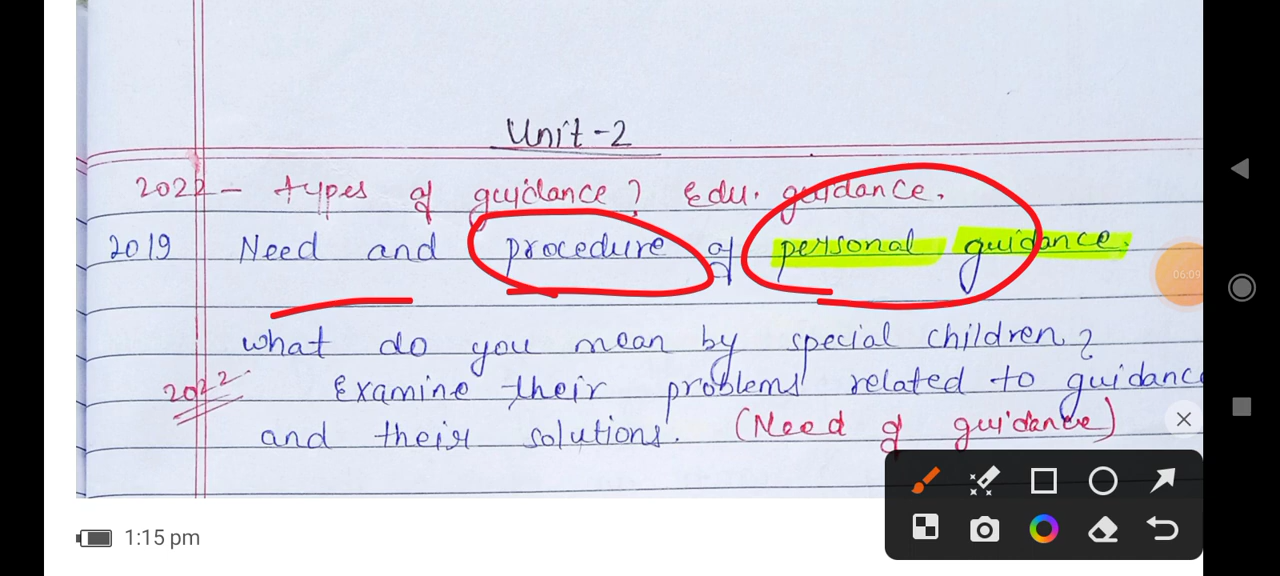 Unit-2
2022 - types of guidance? Edu. guidance.
2019 Need and procedure of personal guidance.
06:09
what do you mean by special children?
2022 Examine their problems related to guidance
and their solutions. (Need of guidance)
1:15 pm